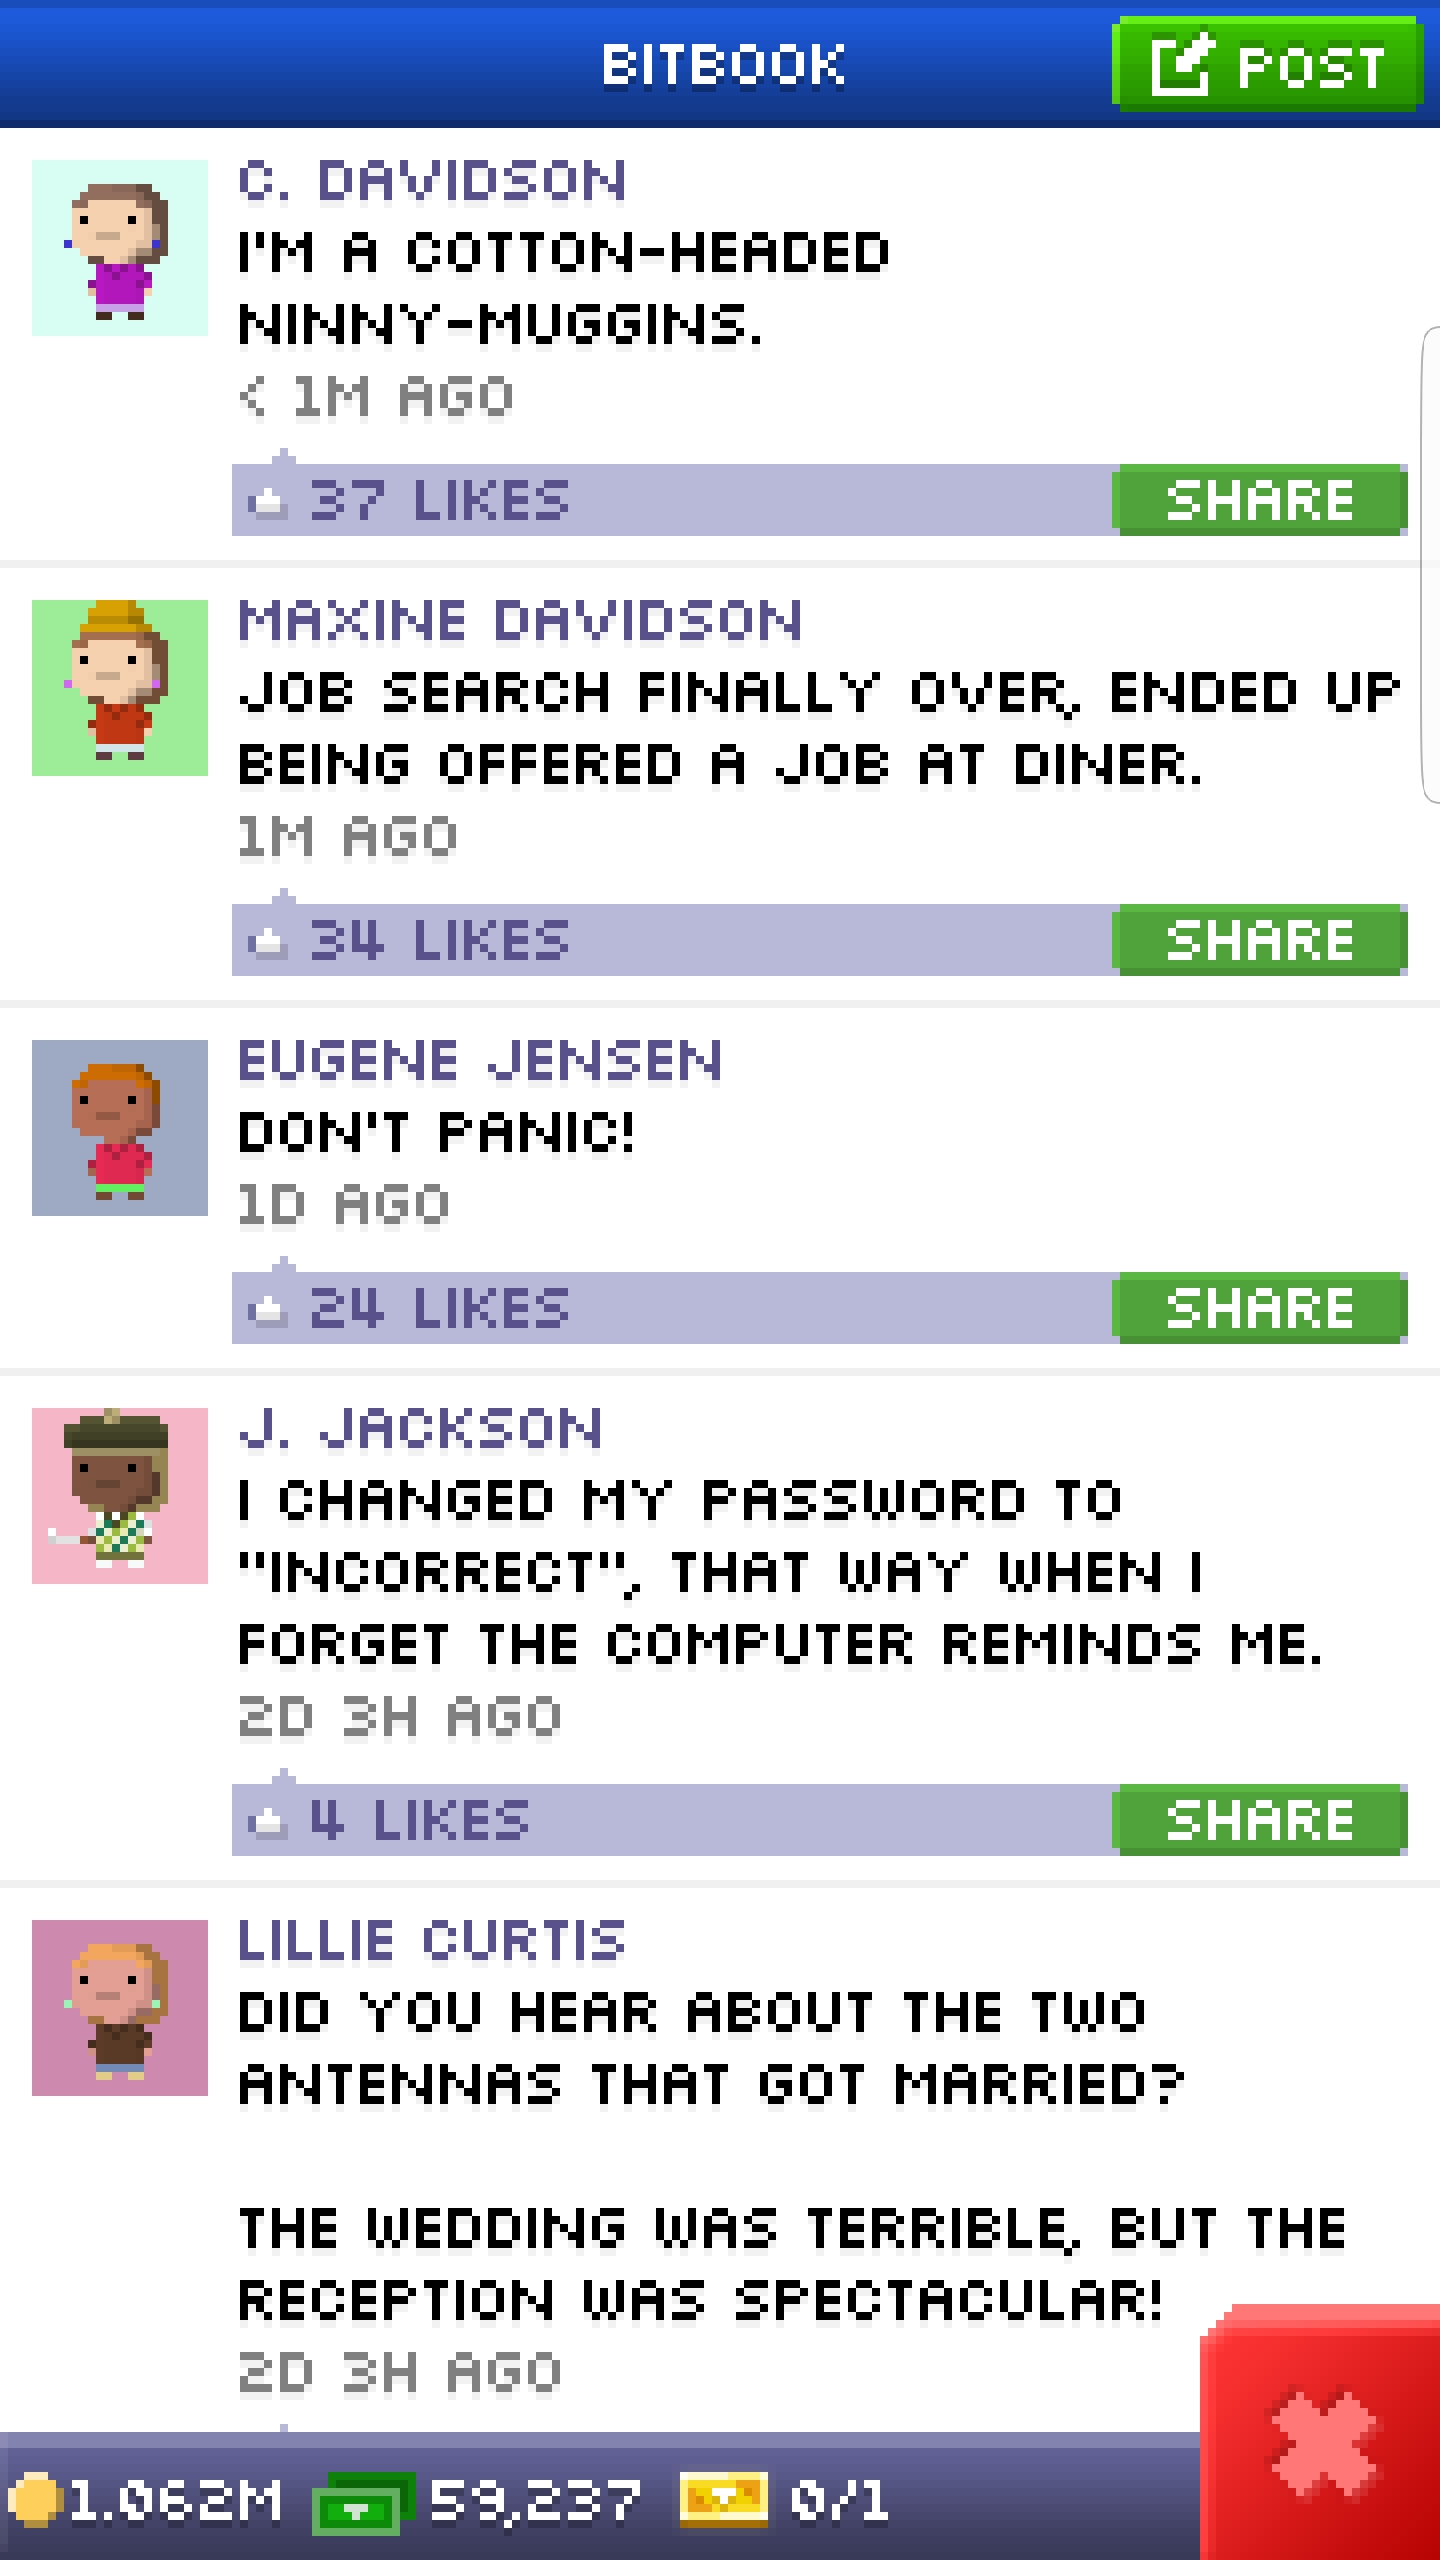 BITBOOK
POST
C. DAVIDSON
I'M A COTTON-HEADED
NINNY-MUGGINS.
< 1M AGO
37 LIKES
SHARE
MAXINE DAVIDSON
JOB SEARCH FINALLY OVER, ENDED UP
BEING OFFERED A JOB AT DINER.
1M AGO
34 LIKES
SHARE
EUGENE JENSEN
DON'T PANIC!
1D AGO
24 LIKES
SHARE
J. JACKSON
I CHANGED MY PASSWORD TO
"INCORRECT", THAT WAY WHEN I
FORGET THE COMPUTER REMINDS ME.
2D 3H AGO
4 LIKES
SHARE
LILLIE CURTIS
DID YOU HEAR ABOUT THE TWO
ANTENNAS THAT GOT MARRIED?
THE WEDDING WAS TERRIBLE, BUT THE
RECEPTION WAS SPECTACULAR!
2D 3H AGO
1.062M 59,237 0/1